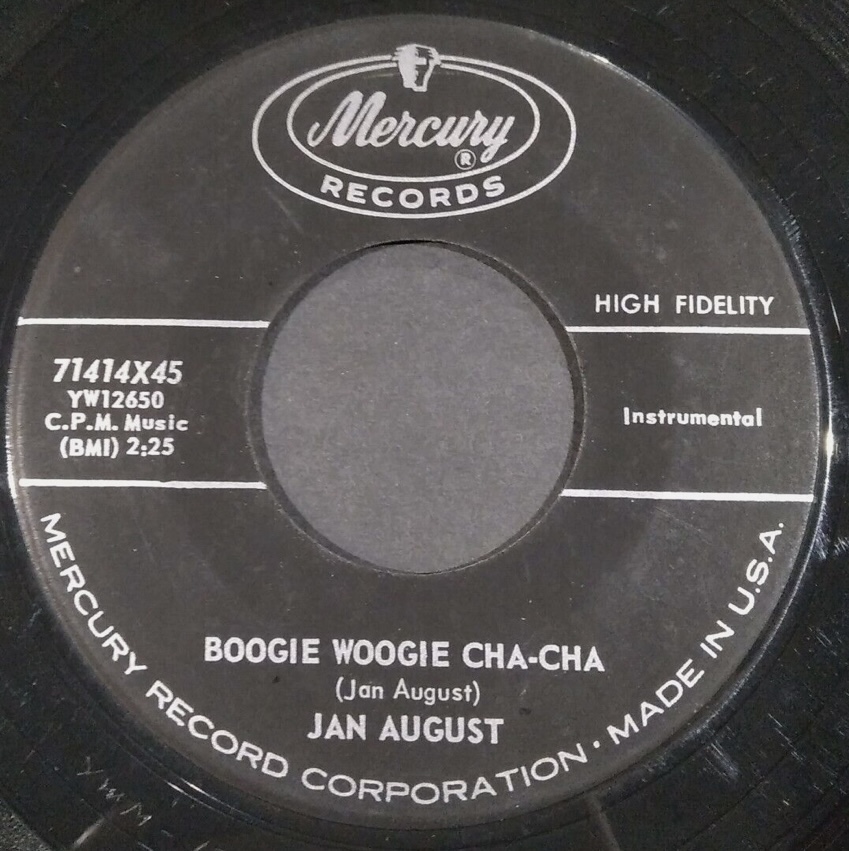 Mercury
®
RECORDS
HIGH FIDELITY
71414X45
YW12650
C.P.M. Music
(BMI) 2:25
Instrumental
BOOGIE WOOGIE CHA-CHA
(Jan August)
JAN AUGUST
MERCURY RECORD CORPORATION · MADE IN U.S.A.